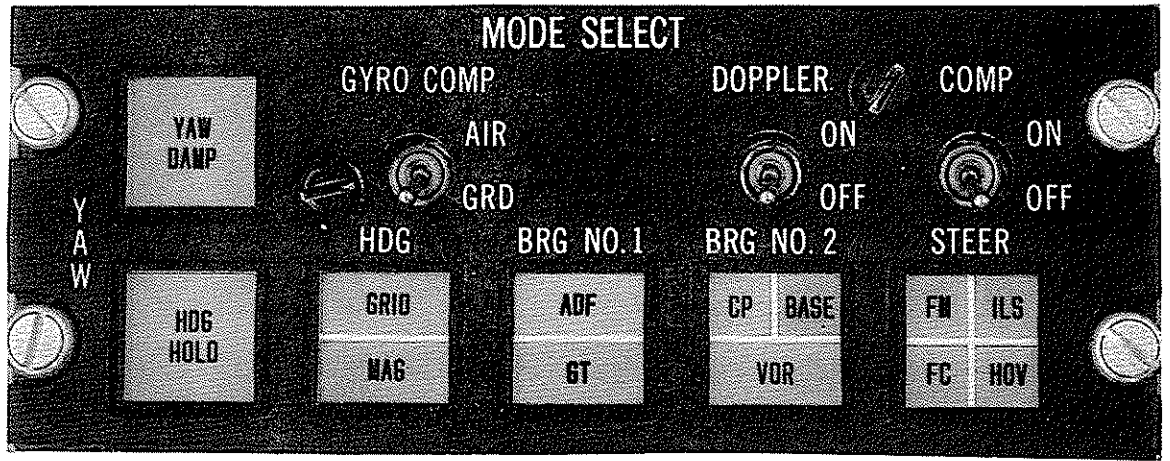 MODE SELECT
GYRO COMP
DOPPLER
COMP
YAW
DAMP
AIR
GRD
ON
OFF
ON
OFF
YAW
HDG
BRG NO.1
BRG NO. 2
STEER
HDG
HOLD
GRID
MAG
ADF
GT
CP
BASE
VOR
FM
ILS
FC
HOV